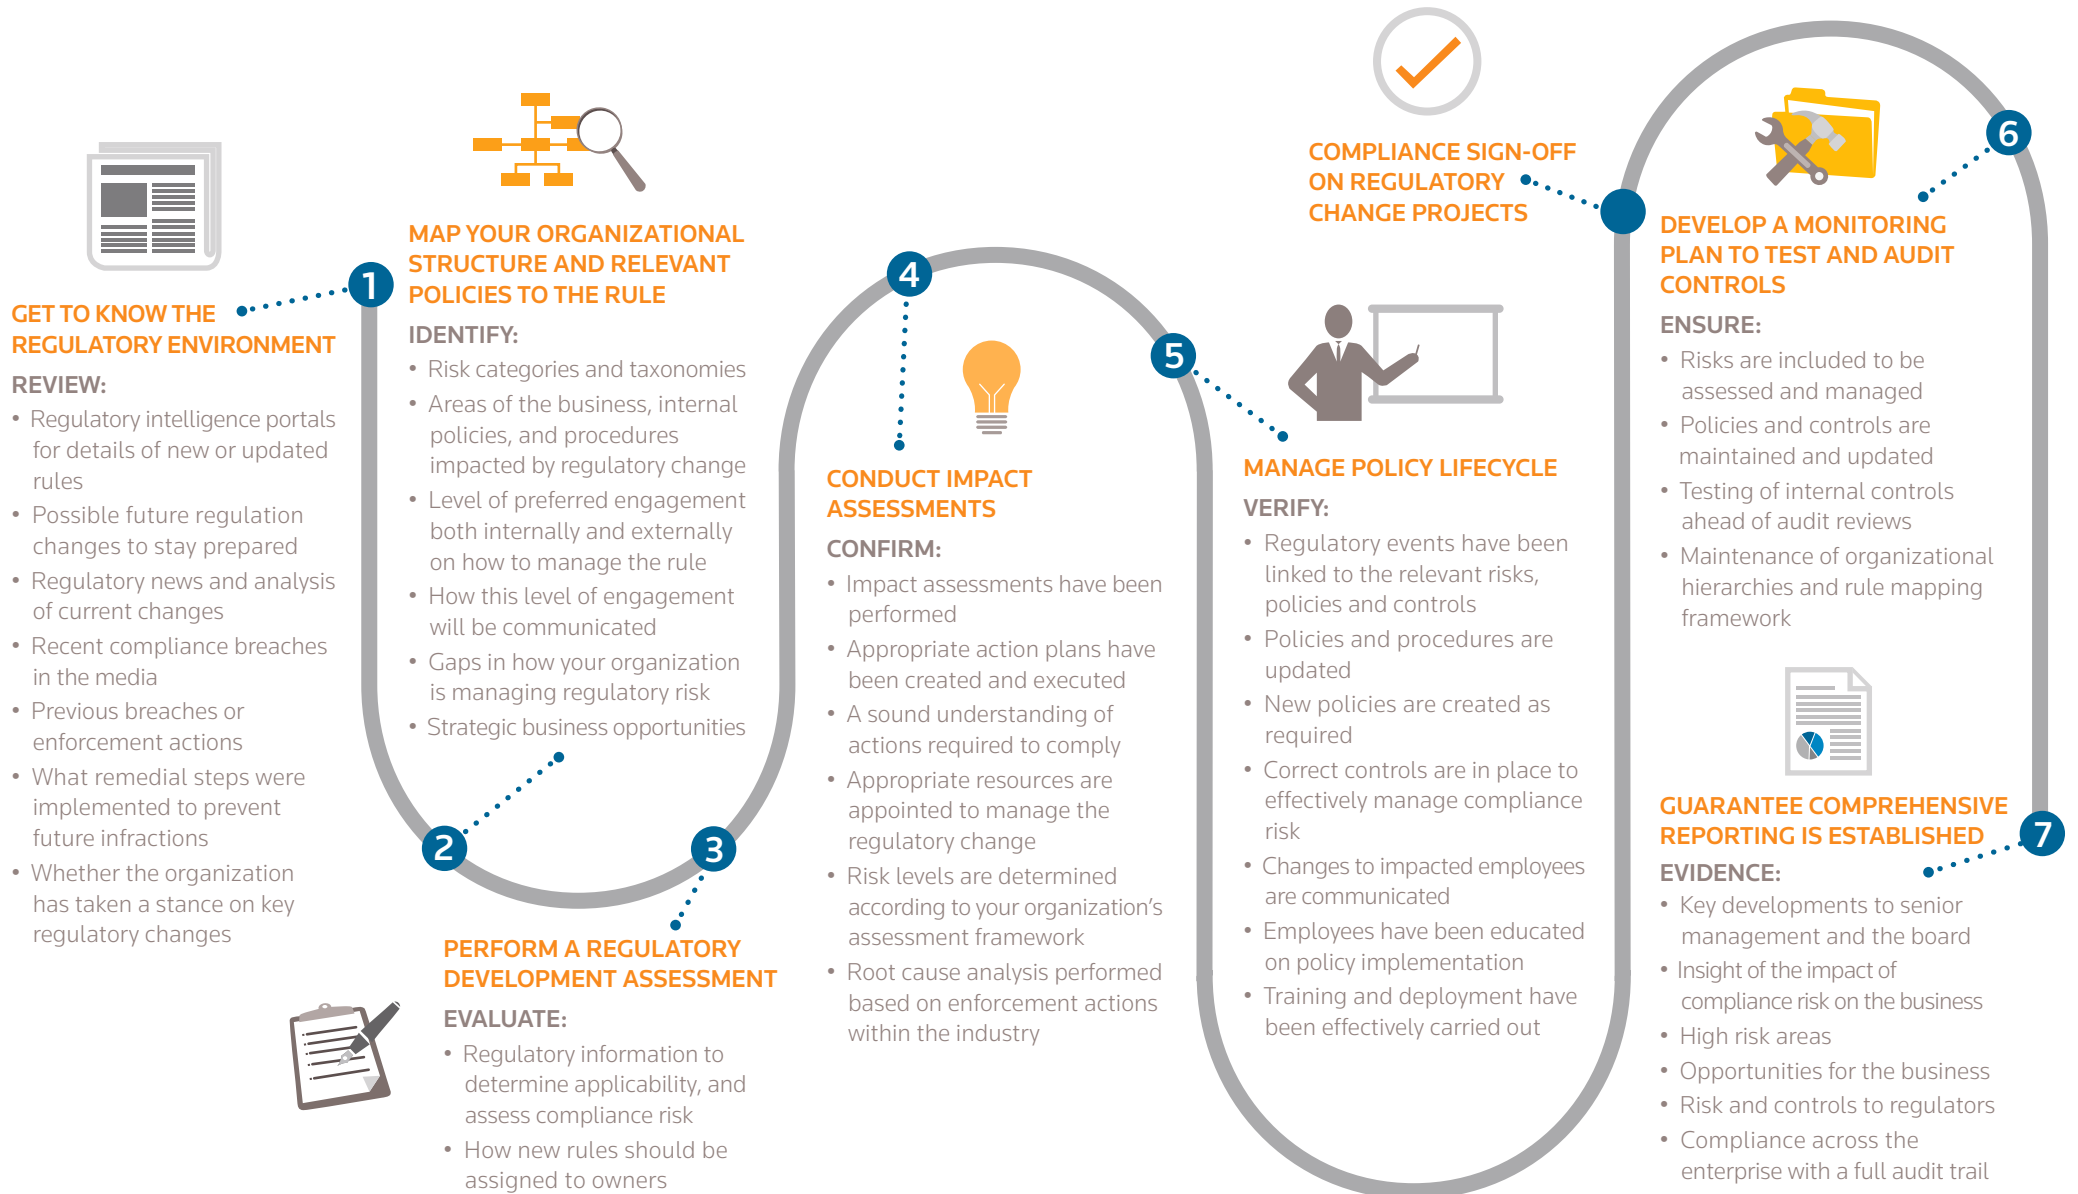 1
GET TO KNOW THE
REGULATORY ENVIRONMENT
REVIEW:
• Regulatory intelligence portals
for details of new or updated
rules
• Possible future regulation
changes to stay prepared
• Regulatory news and analysis
of current changes
• Recent compliance breaches
in the media
• Previous breaches or
enforcement actions
• What remedial steps were
implemented to prevent
future infractions
• Whether the organization
has taken a stance on key
regulatory changes
MAP YOUR ORGANIZATIONAL
STRUCTURE AND RELEVANT
POLICIES TO THE RULE
IDENTIFY:
• Risk categories and taxonomies
• Areas of the business, internal
policies, and procedures
impacted by regulatory change
• Level of preferred engagement
both internally and externally
on how to manage the rule
• How this level of engagement
will be communicated
• Gaps in how your organization
is managing regulatory risk
• Strategic business opportunities
2
3
PERFORM A REGULATORY
DEVELOPMENT ASSESSMENT
EVALUATE:
• Regulatory information to
determine applicability, and
assess compliance risk
• How new rules should be
assigned to owners
4
CONDUCT IMPACT
ASSESSMENTS
CONFIRM:
• Impact assessments have been
performed
• Appropriate action plans have
been created and executed
• A sound understanding of
actions required to comply
• Appropriate resources are
appointed to manage the
regulatory change
• Risk levels are determined
according to your organization's
assessment framework
• Root cause analysis performed
based on enforcement actions
within the industry
5
MANAGE POLICY LIFECYCLE
VERIFY:
• Regulatory events have been
linked to the relevant risks,
policies and controls
• Policies and procedures are
updated
• New policies are created as
required
• Correct controls are in place to
effectively manage compliance
risk
• Changes to impacted employees
are communicated
• Employees have been educated
on policy implementation
• Training and deployment have
been effectively carried out
COMPLIANCE SIGN-OFF
ON REGULATORY
CHANGE PROJECTS
6
DEVELOP A MONITORING
PLAN TO TEST AND AUDIT
CONTROLS
ENSURE:
• Risks are included to be
assessed and managed
• Policies and controls are
maintained and updated
• Testing of internal controls
ahead of audit reviews
• Maintenance of organizational
hierarchies and rule mapping
framework
GUARANTEE COMPREHENSIVE
REPORTING IS ESTABLISHED
7
EVIDENCE:
• Key developments to senior
management and the board
• Insight of the impact of
compliance risk on the business
• High risk areas
• Opportunities for the business
• Risk and controls to regulators
• Compliance across the
enterprise with a full audit trail